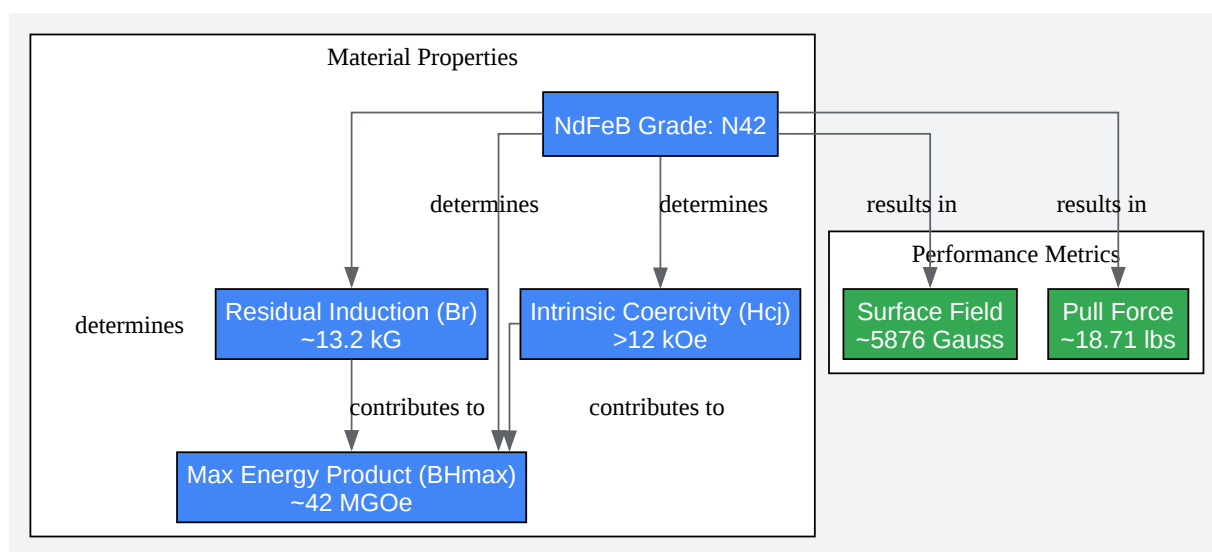 Material Properties
NdFeB Grade: N42
determines
determines
results in
results in
Performance Metrics
determines
Residual Induction (Br)
~13.2 kG
Intrinsic Coercivity (Hcj)
>12 kOe
Surface Field
~5876 Gauss
Pull Force
~18.71 lbs
contributes to
contributes to
Max Energy Product (BHmax)
~42 MGOe